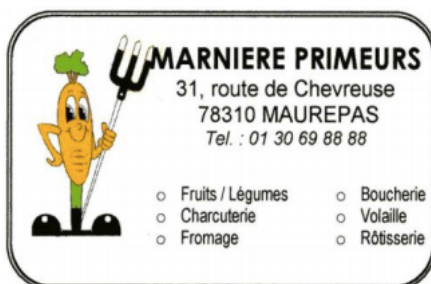 MARNIERE PRIMEURS
31, route de Chevreuse
78310 MAUREPAS
Tel. : 01 30 69 88 88
Fruits / Légumes
Charcuterie
Fromage
Boucherie
Volaille
Rôtisserie